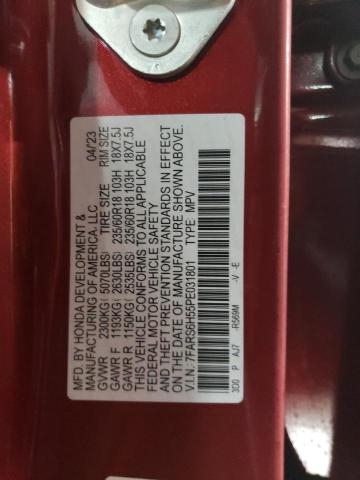 MFD. BY HONDA DEVELOPMENT &
MANUFACTURING OF AMERICA, LLC 04/23
GVWR 2300KG( 5070LBS) TIRE SIZE RIM SIZE
GAWR F 1193KG( 2630LBS) 235/60R18 103H 18X7.5J
GAWR R 1150KG( 2535LBS) 235/60R18 103H 18X7.5J
THIS VEHICLE CONFORMS TO ALL APPLICABLE
FEDERAL MOTOR VEHICLE SAFETY
AND THEFT PREVENTION STANDARDS IN EFFECT
ON THE DATE OF MANUFACTURE SHOWN ABOVE.
V.I.N.: 7FARS6H55PE031801 TYPE: MPV
3D0 P AJ7 -R569M -V -E